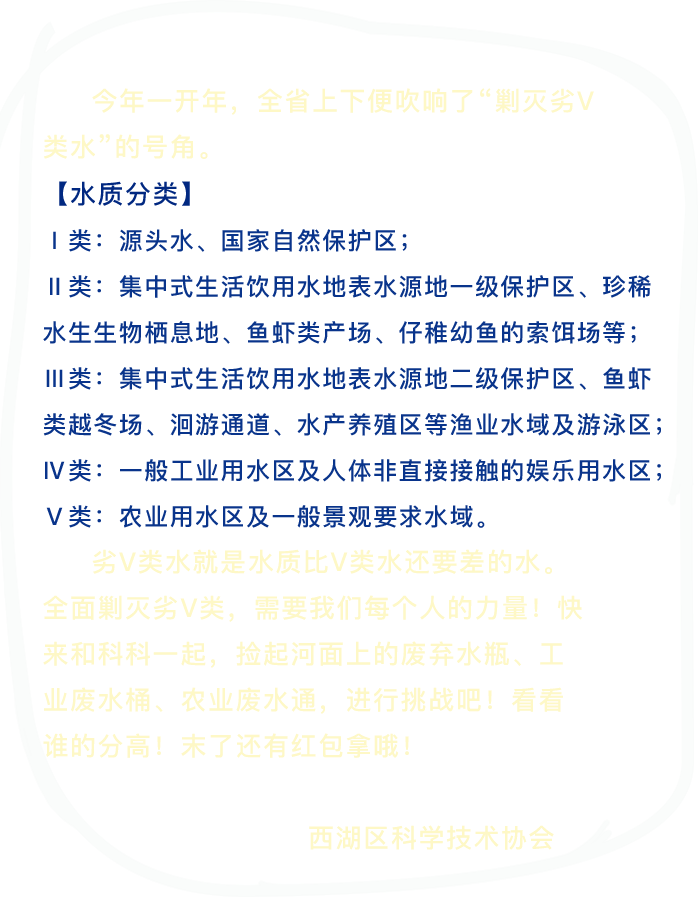 今年一开年，全省上下便吹响了“剿灭劣V
类水”的号角。
【水质分类】
Ⅰ类：源头水、国家自然保护区；
Ⅱ类：集中式生活饮用水地表水源地一级保护区、珍稀
水生生物栖息地、鱼虾类产场、仔稚幼鱼的索饵场等；
Ⅲ类：集中式生活饮用水地表水源地二级保护区、鱼虾
类越冬场、洄游通道、水产养殖区等渔业水域及游泳区；
Ⅳ类：一般工业用水区及人体非直接接触的娱乐用水区；
Ⅴ类：农业用水区及一般景观要求水域。
劣V类水就是水质比V类水还要差的水。
全面剿灭劣V类，需要我们每个人的力量！快
来和科科一起，捡起河面上的废弃水瓶、工
业废水桶、农业废水通，进行挑战吧！看看
谁的分高！末了还有红包拿哦！
西湖区科学技术协会